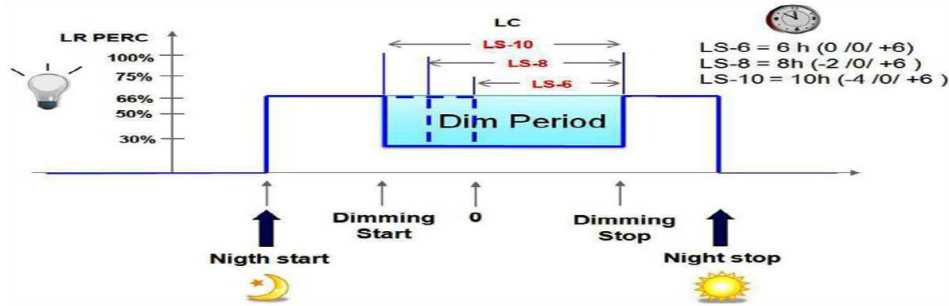 LC
LR PERC
100%
75%
66%
50%
30%
LS-10
LS-8
LS-6
LS-6 = 6 h (0 /0/ +6)
LS-8 = 8h (-2 /0/ +6 )
LS-10 = 10h (-4 /0/ +6 )
Dim Period
Dimming
Start
0
Dimming
Stop
Nigth start
Night stop